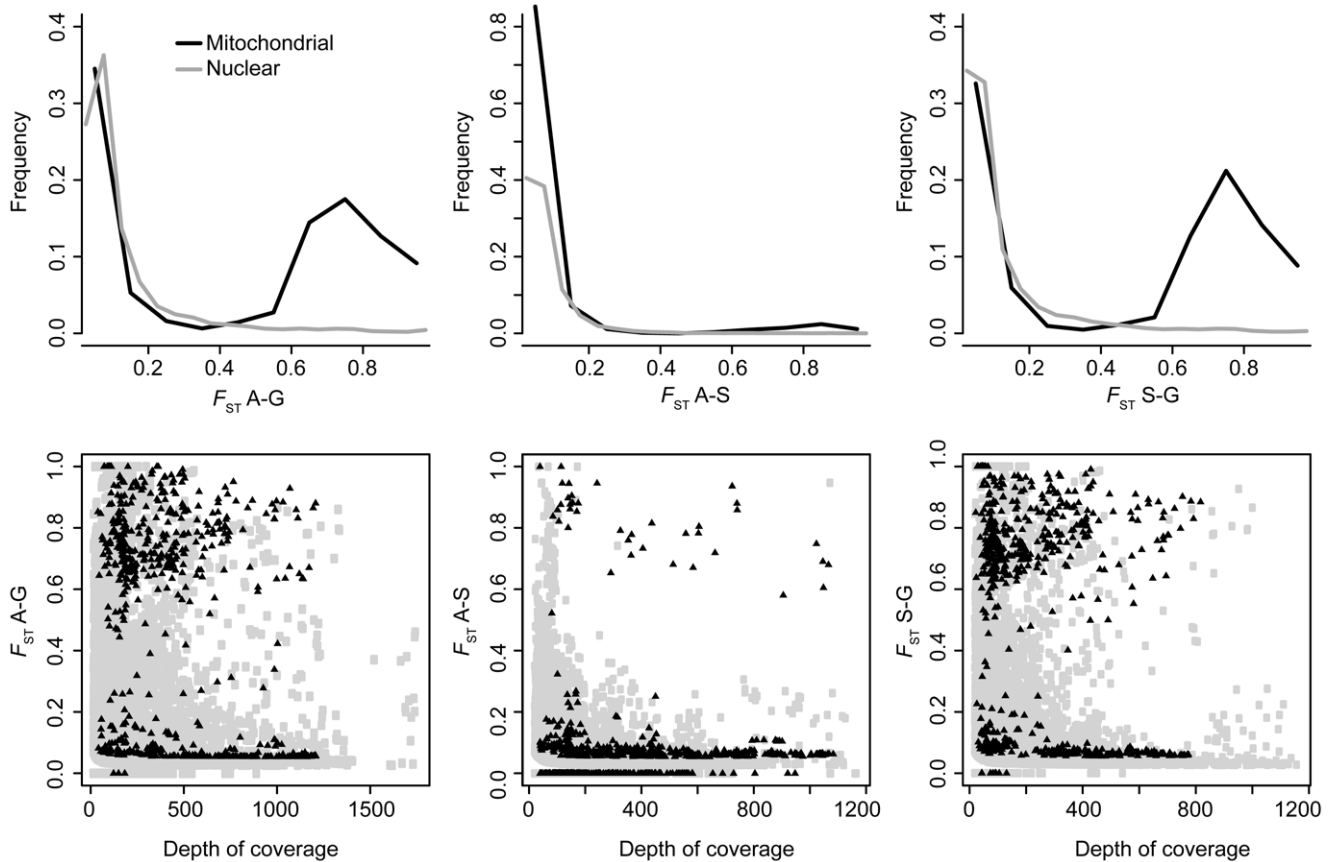 0.4
0.3
0.2
0.1
0.0
Frequency
Mitochondrial
Nuclear
0.2 0.4 0.6 0.8
FST A-G
0.8
0.6
0.4
0.2
0.0
Frequency
0.2 0.4 0.6 0.8
FST A-S
0.4
0.3
0.2
0.1
0.0
Frequency
0.2 0.4 0.6 0.8
FST S-G
1.0
0.8
0.6
0.4
0.2
0.0
FST A-G
0 500 1000 1500
Depth of coverage
1.0
0.8
0.6
0.4
0.2
0.0
FST A-S
0 400 800 1200
Depth of coverage
1.0
0.8
0.6
0.4
0.2
0.0
FST S-G
0 400 800 1200
Depth of coverage